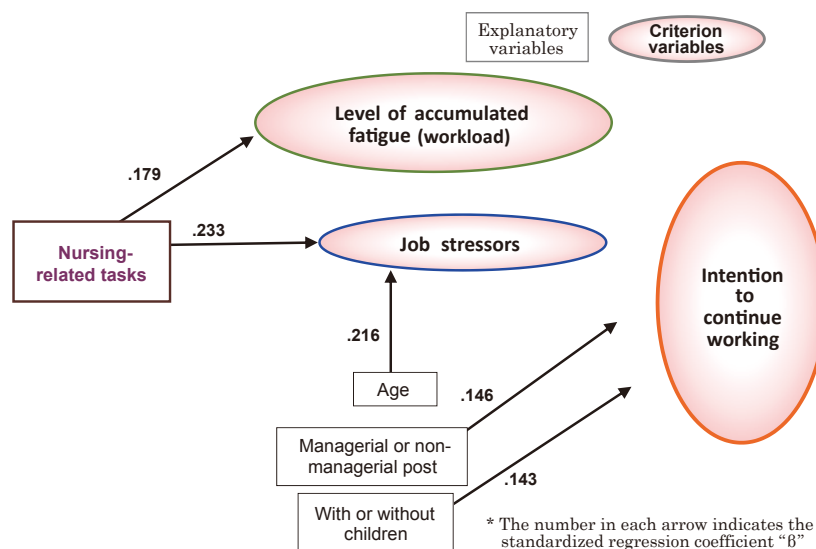 Explanatory
variables
Criterion
variables
Level of accumulated
fatigue (workload)
.179
.233
Nursing-
related tasks
Job stressors
Intention
to
continue
working
.216
Age
.146
Managerial or non-
managerial post
.143
With or without
children
* The number in each arrow indicates the
standardized regression coefficient “β”